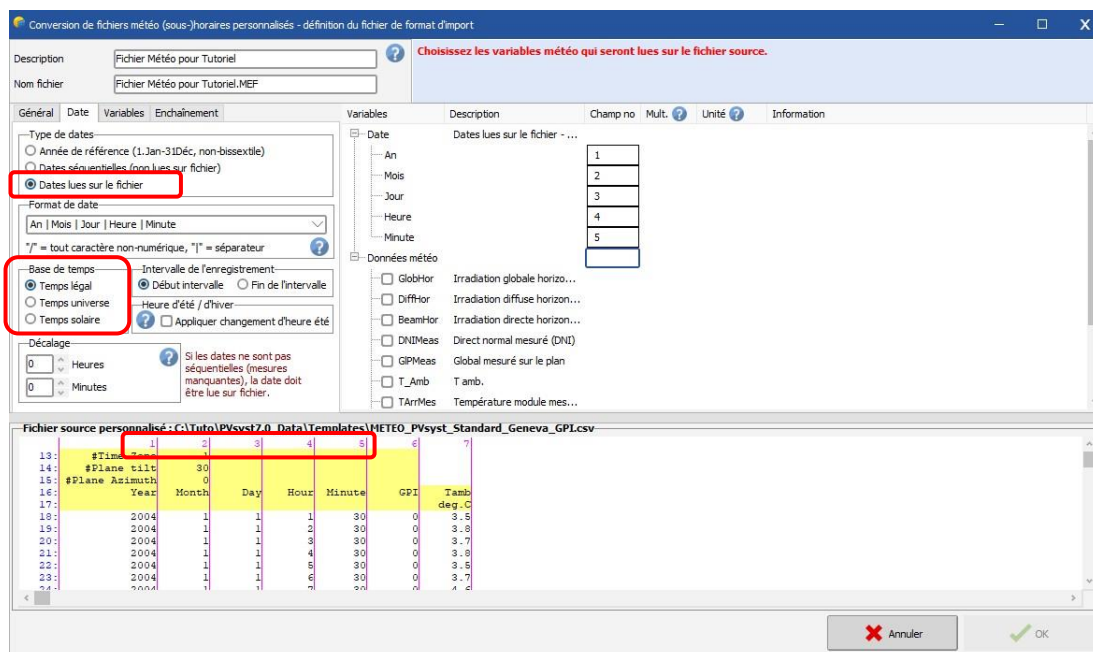 Conversion de fichiers météo (sous-)horaires personnalisés - définition du fichier de format d'import
Description Fichier Météo pour Tutoriel
Choisissez les variables météo qui seront lues sur le fichier source.
Nom fichier Fichier Météo pour Tutoriel.MEF
Général Date Variables Enchaînement
Type de dates
Année de référence (1.Jan-31Déc, non-bissextile)
Dates séquentielles (non lues sur fichier)
Dates lues sur le fichier
Format de date
An | Mois | Jour | Heure | Minute
"/" = tout caractère non-numérique, "|" = séparateur
Base de temps
Temps légal
Temps universe
Temps solaire
Intervalle de l'enregistrement
Début intervalle Fin de l'intervalle
Heure d'été / d'hiver
Appliquer changement d'heure été
Décalage
0 Heures
0 Minutes
Si les dates ne sont pas
séquentielles (mesures
manquantes), la date doit
être lue sur fichier.
Variables Description Champ no Mult. Unité Information
Date Dates lues sur le fichier - ...
An 1
Mois 2
Jour 3
Heure 4
Minute 5
Données météo
GlobHor Irradiation globale horizo...
DiffHor Irradiation diffuse horizon...
BeamHor Irradiation directe horizon...
DNIMeas Direct normal mesuré (DNI)
GlPMeas Global mesuré sur le plan
T_Amb T amb.
TArrMes Température module mes...
Fichier source personnalisé : C:\Tuto\PVsyst7.0_Data\Templates\METEO_PVsyst_Standard_Geneva_GPI.csv
1 2 3 4 5 6 7
13: #Time Zone 1
14: #Plane tilt 30
15: #Plane Azimuth 0
16: Year Month Day Hour Minute GPI Tamb
17: deg.C
18: 2004 1 1 1 30 0 3.5
19: 2004 1 1 2 30 0 3.8
20: 2004 1 1 3 30 0 3.7
21: 2004 1 1 4 30 0 3.8
22: 2004 1 1 5 30 0 3.5
23: 2004 1 1 6 30 0 3.7
24: 2004 1 1 7 30 0 4.6
Annuler OK